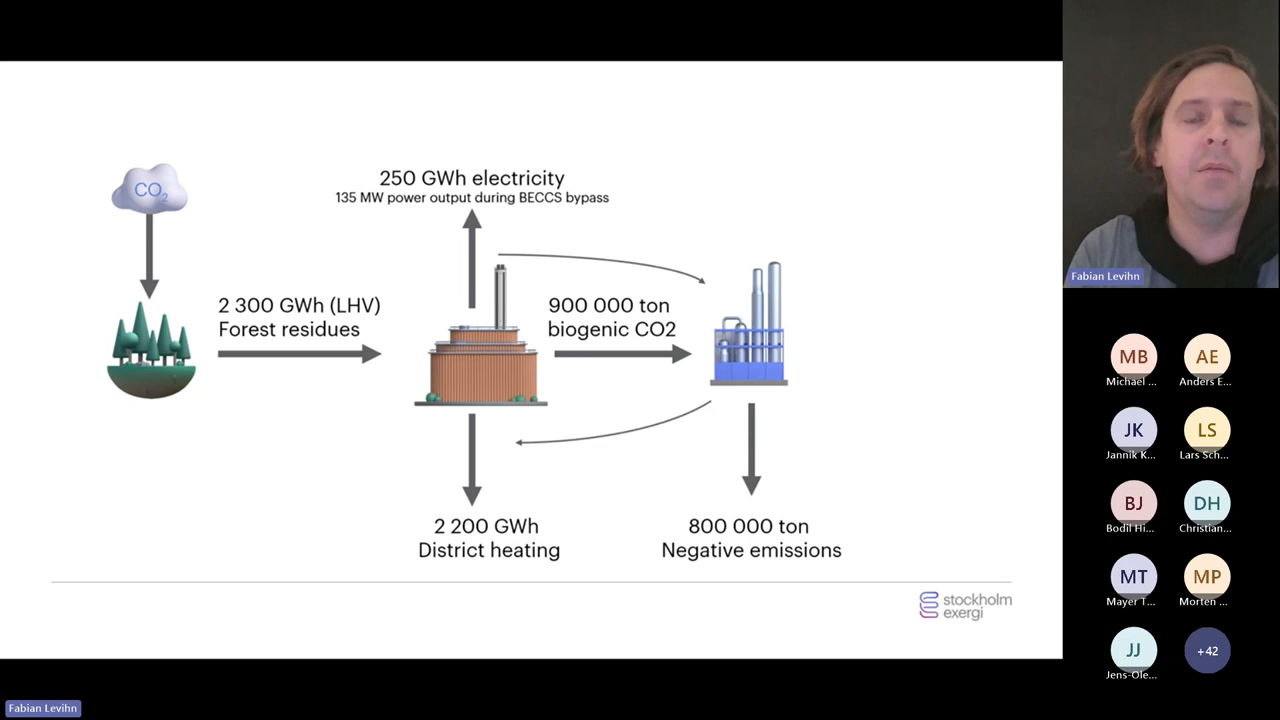 250 GWh electricity
135 MW power output during BECCS bypass
CO2
2 300 GWh (LHV)
Forest residues
900 000 ton
biogenic CO2
2 200 GWh
District heating
800 000 ton
Negative emissions
stockholm
exergi
Fabian Levihn
MB
Michael ...
AE
Anders E...
JK
Jannik K...
LS
Lars Sch...
BJ
Bodil Hi...
DH
Christian...
MT
Mayer T...
MP
Morten ...
JJ
Jens-Ole...
+42
Fabian Levihn